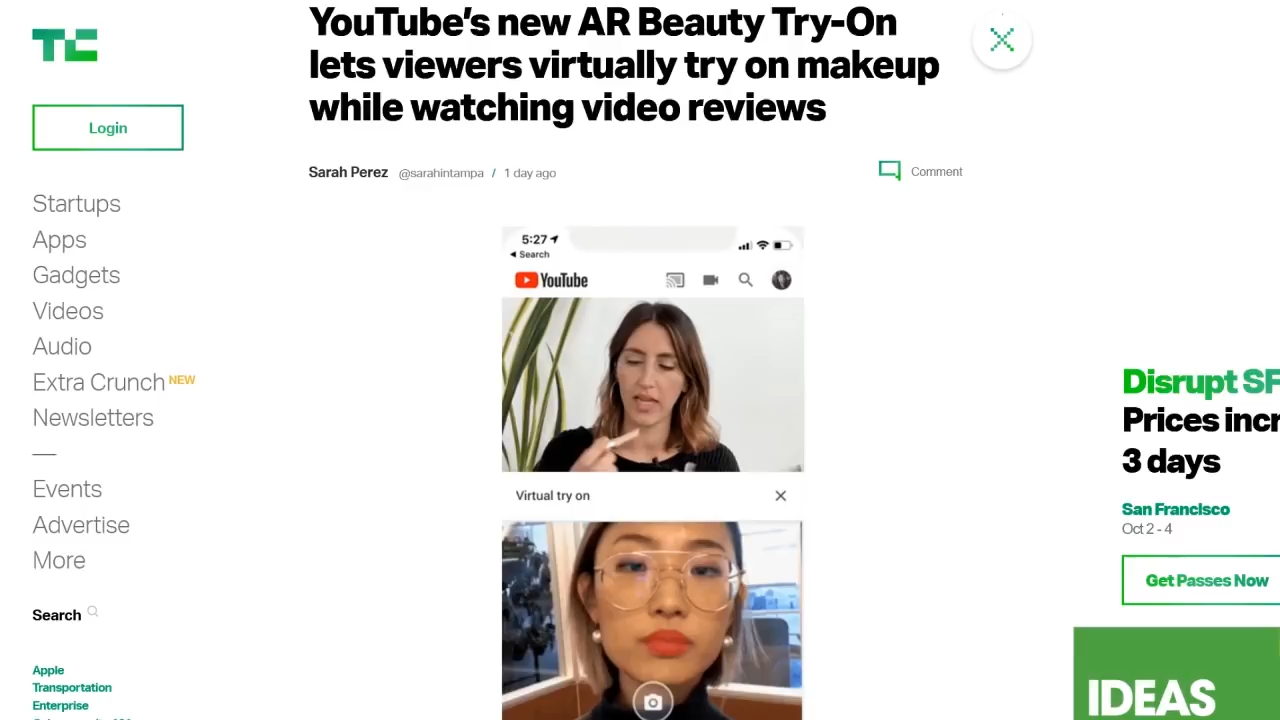 TC
Login
Startups
Apps
Gadgets
Videos
Audio
Extra Crunch NEW
Newsletters
Events
Advertise
More
Search
Apple
Transportation
Enterprise
YouTube's new AR Beauty Try-On
lets viewers virtually try on makeup
while watching video reviews
Sarah Perez @sarahintampa / 1 day ago
Comment
5:27
Search
YouTube
Virtual try on
Disrupt SF
Prices incr
3 days
San Francisco
Oct 2 - 4
Get Passes Now
IDEAS